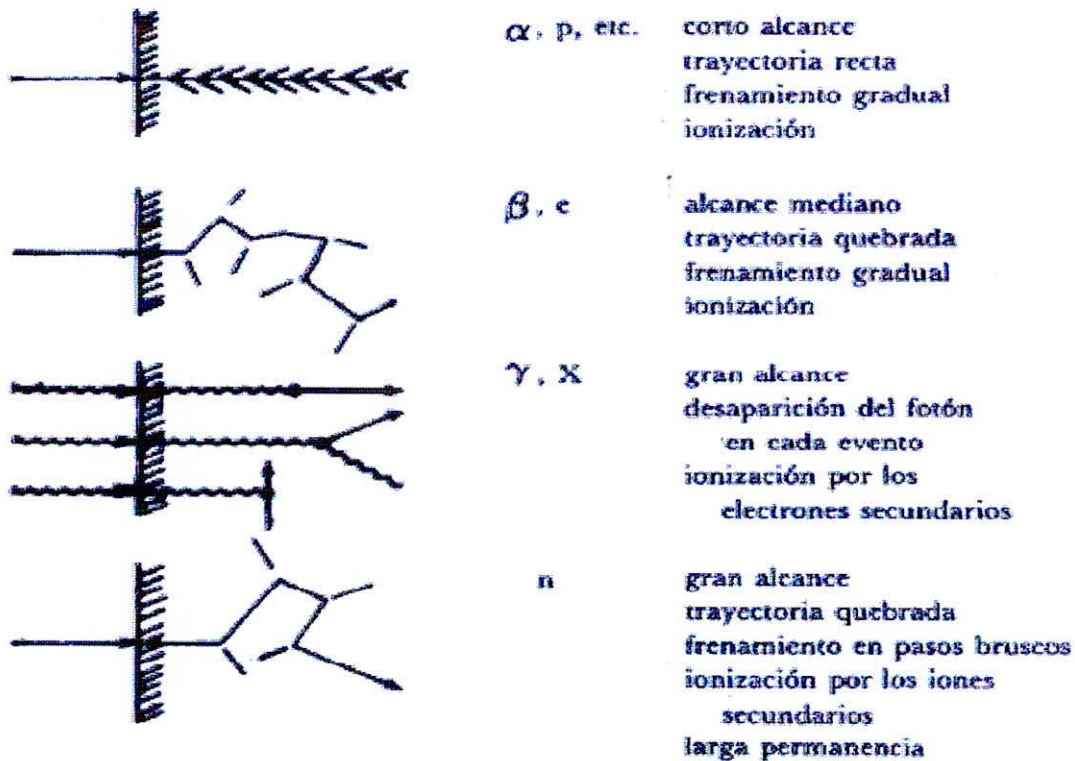 α, p, etc.
corto alcance
trayectoria recta
frenamiento gradual
ionización
β, e
alcance mediano
trayectoria quebrada
frenamiento gradual
ionización
γ, X
gran alcance
desaparición del fotón
en cada evento
ionización por los
electrones secundarios
n
gran alcance
trayectoria quebrada
frenamiento en pasos bruscos
ionización por los iones
secundarios
larga permanencia